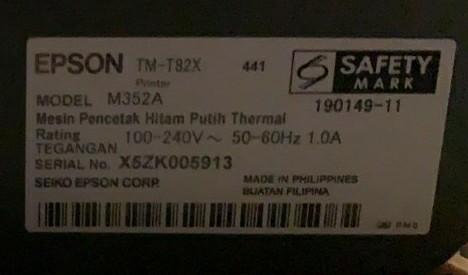 EPSON TM-T82X 441
Printer
SAFETY
MARK
MODEL M352A
190149-11
Mesin Pencetak Hitam Putih Thermal
Rating 100-240V～ 50-60Hz 1.0A
TEGANGAN
SERIAL No. X5ZK005913
SEIKO EPSON CORP. MADE IN PHILIPPINES
BUATAN FILIPINA